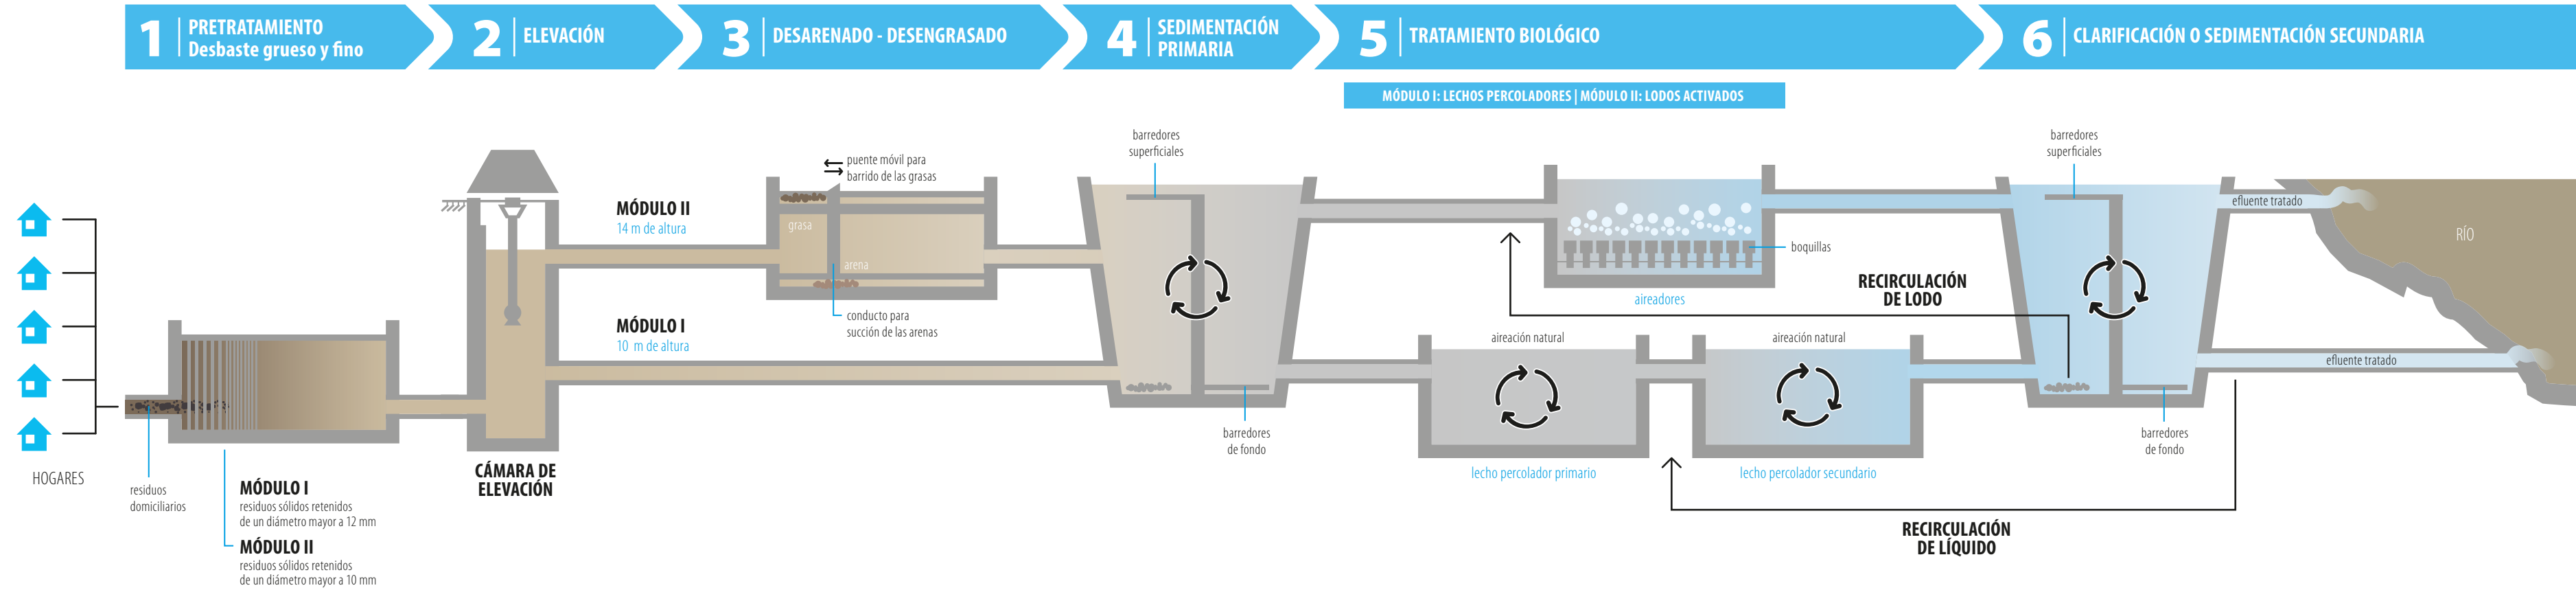 1 PRETRATAMIENTO
Desbaste grueso y fino
2 ELEVACIÓN
3 DESARENADO - DESENGRASADO
4 SEDIMENTACIÓN
PRIMARIA
5 TRATAMIENTO BIOLÓGICO
6 CLARIFICACIÓN O SEDIMENTACIÓN SECUNDARIA
MÓDULO I: LECHOS PERCOLADORES | MÓDULO II: LODOS ACTIVADOS
HOGARES
residuos
domiciliarios
MÓDULO I
residuos sólidos retenidos
de un diámetro mayor a 12 mm
MÓDULO II
residuos sólidos retenidos
de un diámetro mayor a 10 mm
CÁMARA DE
ELEVACIÓN
MÓDULO II
14 m de altura
MÓDULO I
10 m de altura
puente móvil para
barrido de las grasas
grasa
arena
conducto para
succión de las arenas
barredores
superficiales
barredores
de fondo
boquillas
aireadores
RECIRCULACIÓN
DE LODO
aireación natural
aireación natural
lecho percolador primario
lecho percolador secundario
RECIRCULACIÓN
DE LÍQUIDO
barredores
superficiales
barredores
de fondo
efluente tratado
efluente tratado
RÍO